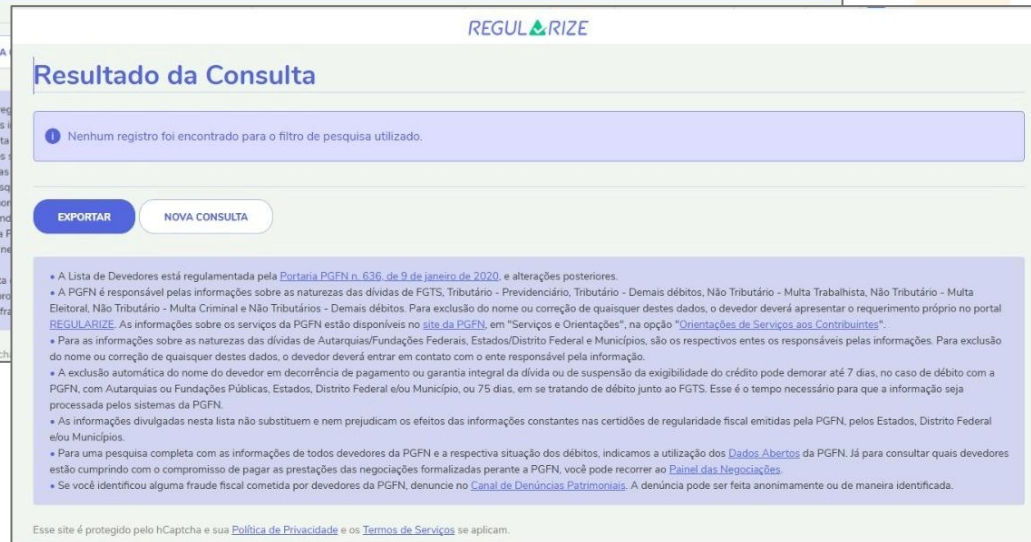 REGULARIZE
Resultado da Consulta
Nenhum registro foi encontrado para o filtro de pesquisa utilizado.
EXPORTAR NOVA CONSULTA
• A Lista de Devedores está regulamentada pela Portaria PGFN n. 636, de 9 de janeiro de 2020, e alterações posteriores.
• A PGFN é responsável pelas informações sobre as naturezas das dívidas de FGTS, Tributário - Previdenciário, Tributário - Demais débitos, Não Tributário - Multa Trabalhista, Não Tributário - Multa
Eleitoral, Não Tributário - Multa Criminal e Não Tributários - Demais débitos. Para exclusão do nome ou correção de quaisquer destes dados, o devedor deverá apresentar o requerimento próprio no portal
REGULARIZE. As informações sobre os serviços da PGFN estão disponíveis no site da PGFN, em "Serviços e Orientações", na opção "Orientações de Serviços aos Contribuintes".
• Para as informações sobre as naturezas das dívidas de Autarquias/Fundações Federais, Estados/Distrito Federal e Municípios, são os respectivos entes os responsáveis pelas informações. Para exclusão
do nome ou correção de quaisquer destes dados, o devedor deverá entrar em contato com o ente responsável pela informação.
• A exclusão automática do nome do devedor em decorrência de pagamento ou garantia integral da dívida ou de suspensão da exigibilidade do crédito pode demorar até 7 dias, no caso de débito com a
PGFN, com Autarquias ou Fundações Públicas, Estados, Distrito Federal e/ou Município, ou 75 dias, em se tratando de débito junto ao FGTS. Esse é o tempo necessário para que a informação seja
processada pelos sistemas da PGFN.
• As informações divulgadas nesta lista não substituem e nem prejudicam os efeitos das informações constantes nas certidões de regularidade fiscal emitidas pela PGFN, pelos Estados, Distrito Federal
e/ou Municípios.
• Para uma pesquisa completa com as informações de todos devedores da PGFN e a respectiva situação dos débitos, indicamos a utilização dos Dados Abertos da PGFN. Já para consultar quais devedores
estão cumprindo com o compromisso de pagar as prestações das negociações formalizadas perante a PGFN, você pode recorrer ao Painel das Negociações.
• Se você identificou alguma fraude fiscal cometida por devedores da PGFN, denuncie no Canal de Denúncias Patrimoniais. A denúncia pode ser feita anonimamente ou de maneira identificada.
Esse site é protegido pelo hCaptcha e sua Política de Privacidade e os Termos de Serviços se aplicam.